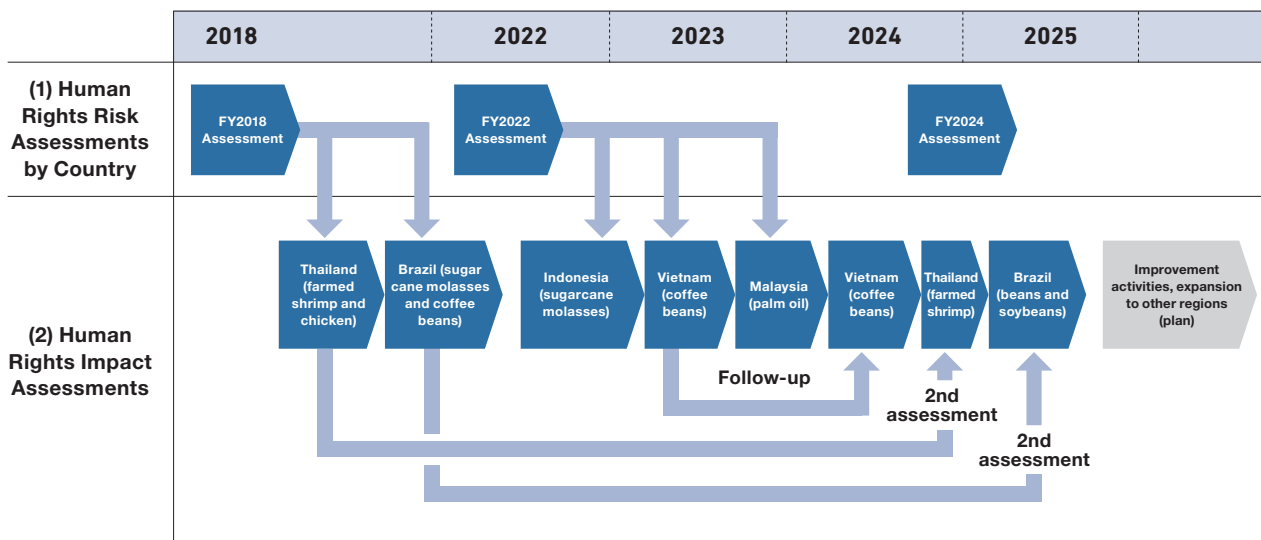 2018
2022
2023
2024
2025
(1) Human
Rights Risk
Assessments
by Country
FY2018
Assessment
FY2022
Assessment
FY2024
Assessment
(2) Human
Rights Impact
Assessments
Thailand
(farmed
shrimp and
chicken)
Brazil (sugar
cane molasses
and coffee
beans)
Indonesia
(sugarcane
molasses)
Vietnam
(coffee
beans)
Malaysia
(palm oil)
Vietnam
(coffee
beans)
Thailand
(farmed
shrimp)
Brazil
(beans and
soybeans)
Improvement
activities, expansion
to other regions
(plan)
Follow-up
2nd
assessment
2nd
assessment